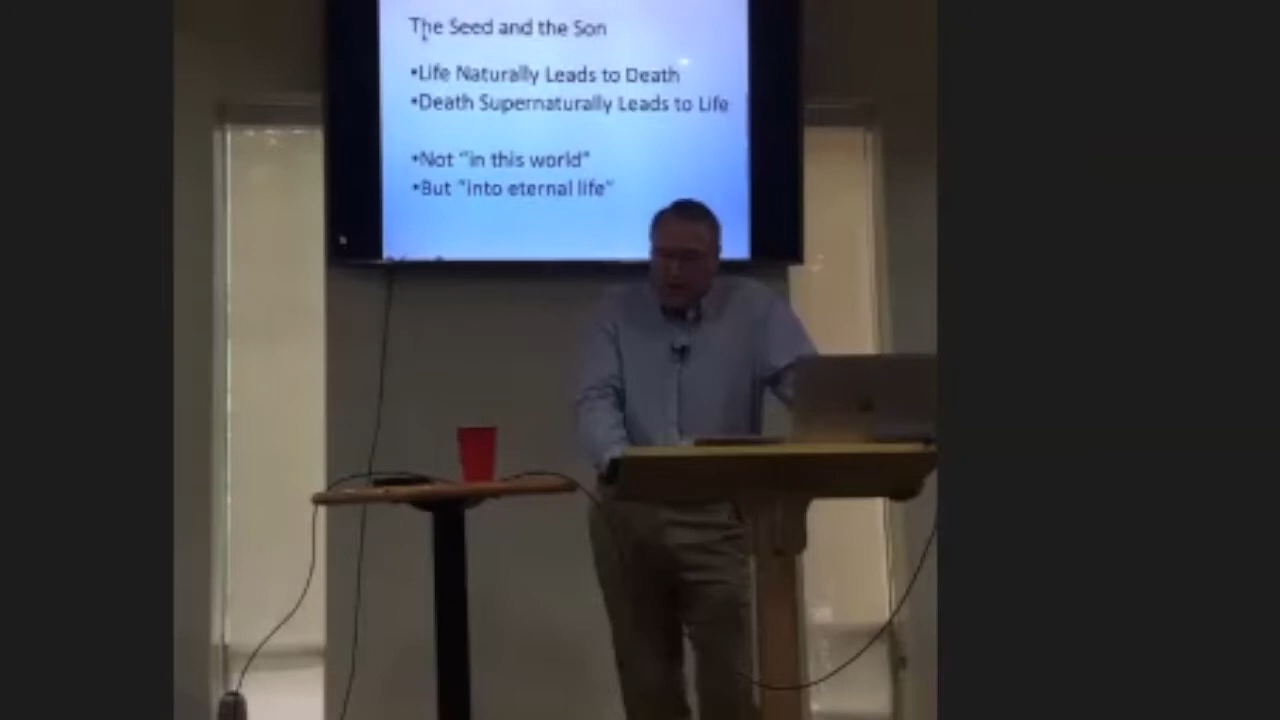 The Seed and the Son
•Life Naturally Leads to Death
•Death Supernaturally Leads to Life
•Not "in this world"
•But "into eternal life"